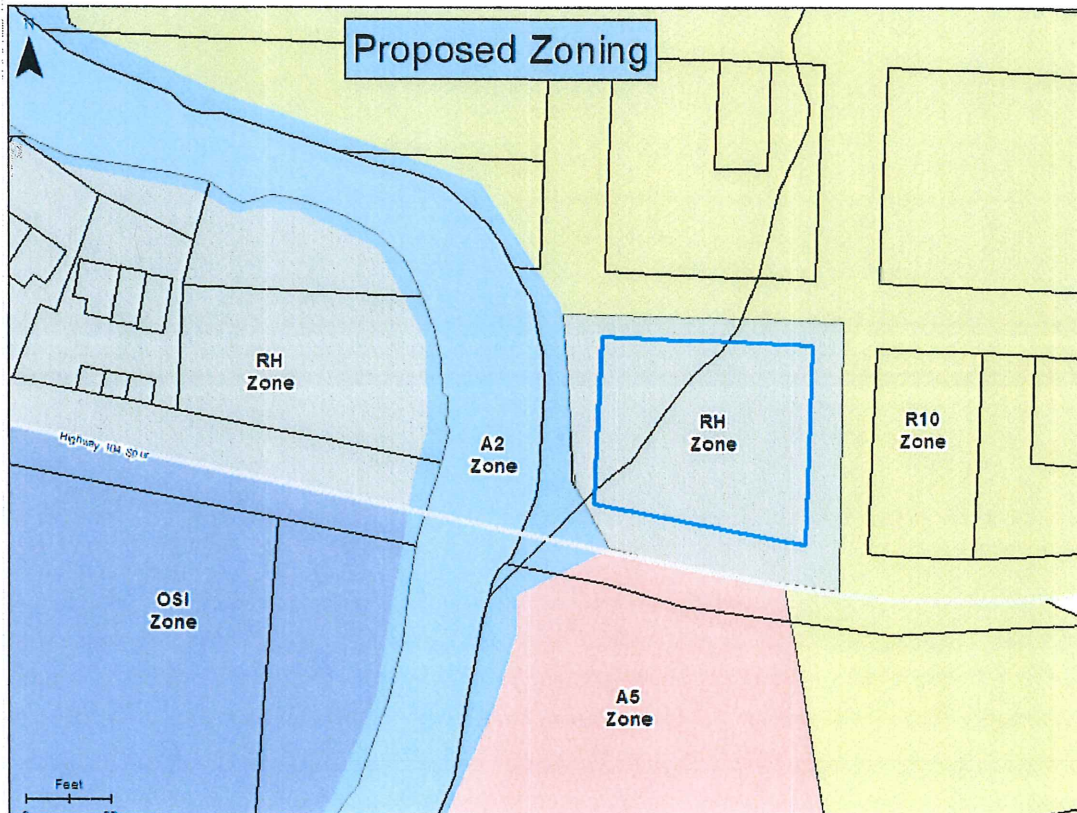 N
Proposed Zoning
RH
Zone
A2
Zone
RH
Zone
R10
Zone
Highway 104 Spur
OSI
Zone
A5
Zone
Feet